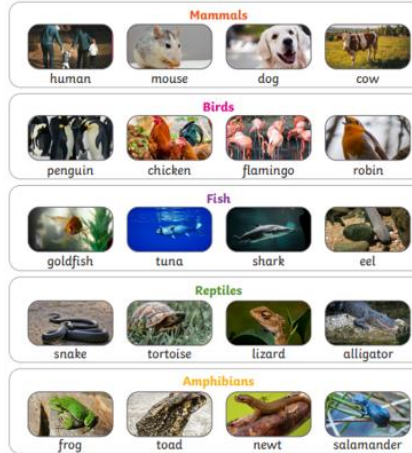 Mammals
human mouse dog cow
Birds
penguin chicken flamingo robin
Fish
goldfish tuna shark eel
Reptiles
snake tortoise lizard alligator
Amphibians
frog toad newt salamander